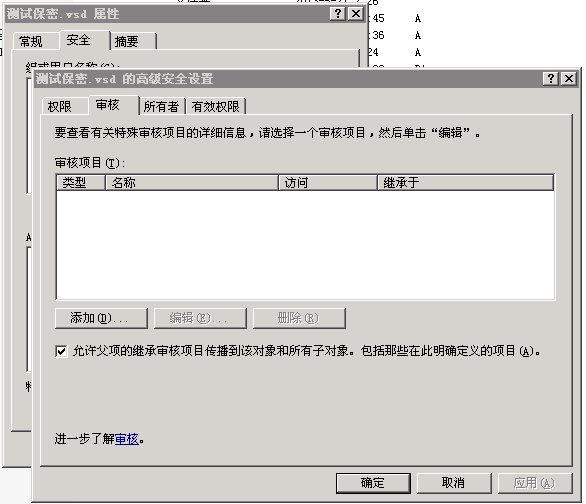 测试保密.vsd 属性
常规 安全 摘要
:45 A
:36 A
24 A
测试保密.vsd 的高级安全设置
权限 审核 所有者 有效权限
要查看有关特殊审核项目的详细信息，请选择一个审核项目，然后单击“编辑”。
审核项目(T):
类型 名称 访问 继承于
添加(D)... 编辑(E)... 删除(R)
允许父项的继承审核项目传播到该对象和所有子对象。包括那些在此明确定义的项目(A)。
进一步了解审核。
确定 取消 应用(A)